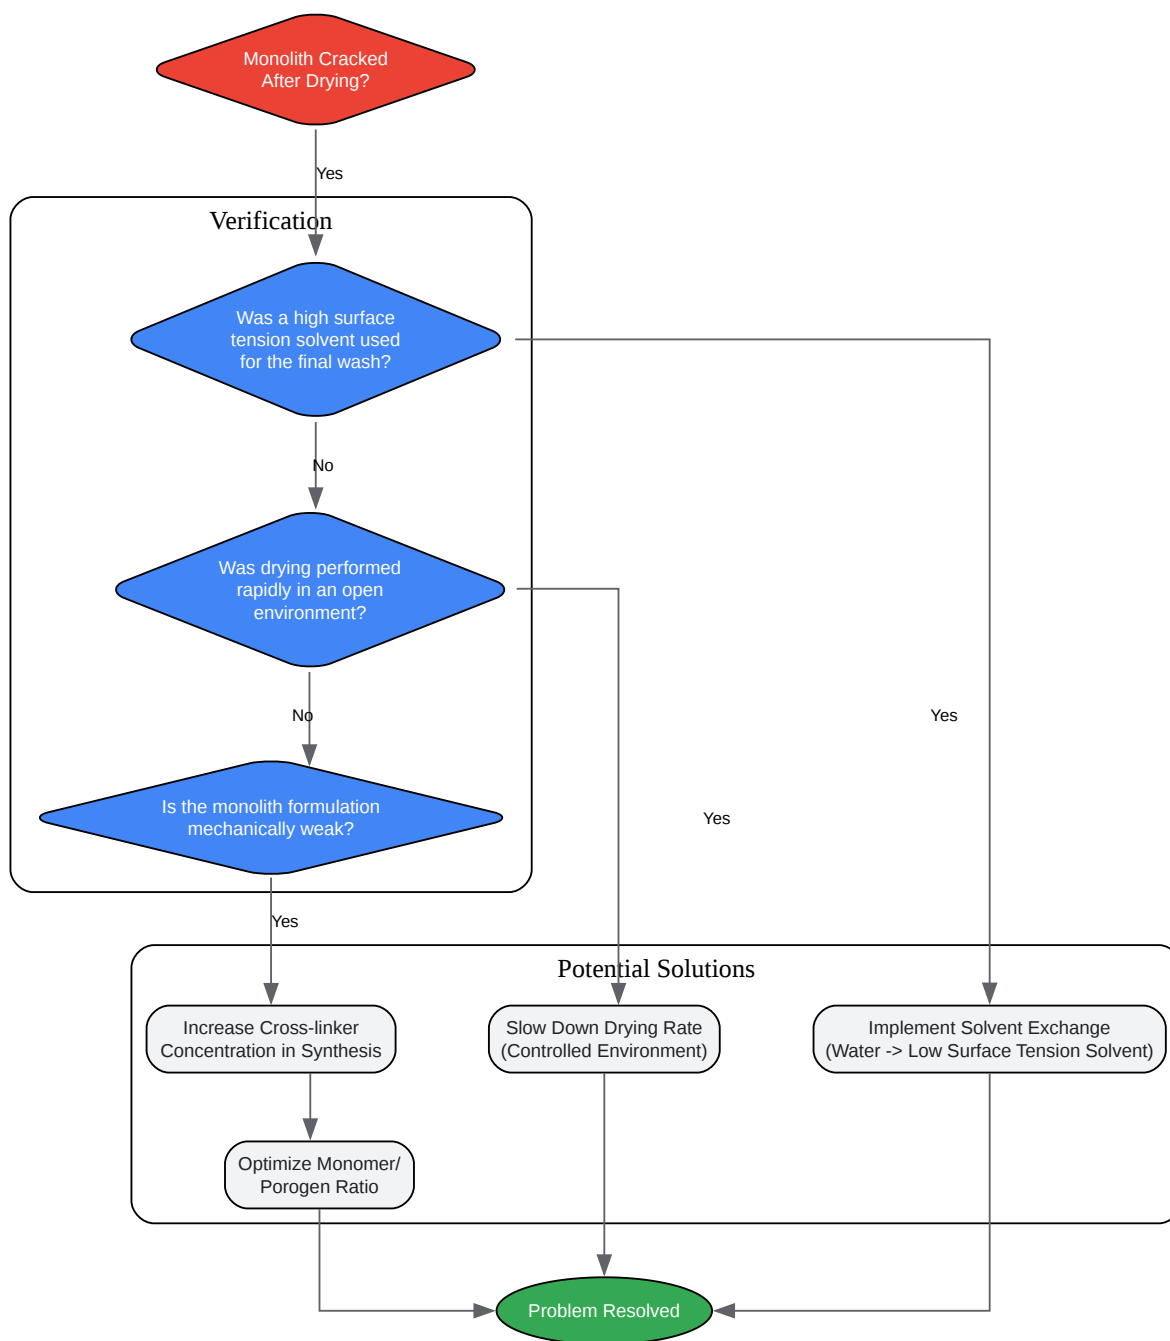 Monolith Cracked
After Drying?
Yes
Verification
Was a high surface
tension solvent used
for the final wash?
No
Was drying performed
rapidly in an open
environment?
No
Yes
Is the monolith formulation
mechanically weak?
Yes
Yes
Potential Solutions
Increase Cross-linker
Concentration in Synthesis
Slow Down Drying Rate
(Controlled Environment)
Implement Solvent Exchange
(Water -> Low Surface Tension Solvent)
Optimize Monomer/
Porogen Ratio
Problem Resolved